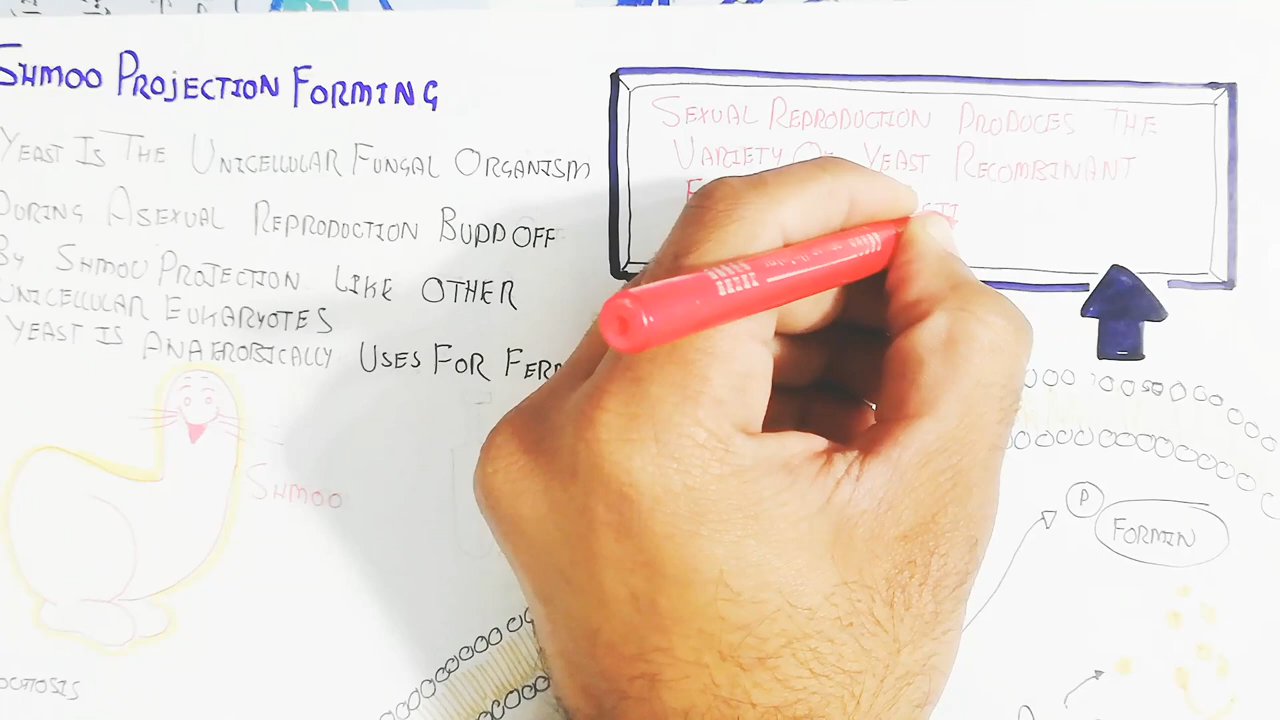 SHMOO PROJECTION FORMING
YEAST IS THE UNICELLULAR FUNGAL ORGANISM
DURING ASEXUAL REPRODUCTION BUDD OFF
BY SHMOO PROJECTION LIKE OTHER
UNICELLULAR EUKARYOTES
YEAST IS ANAEROBICALLY USES FOR FER
SHMOO
SEXUAL REPRODUCTION PRODUCES THE
VARIETY OF YEAST RECOMBINANT
P
FORMIN